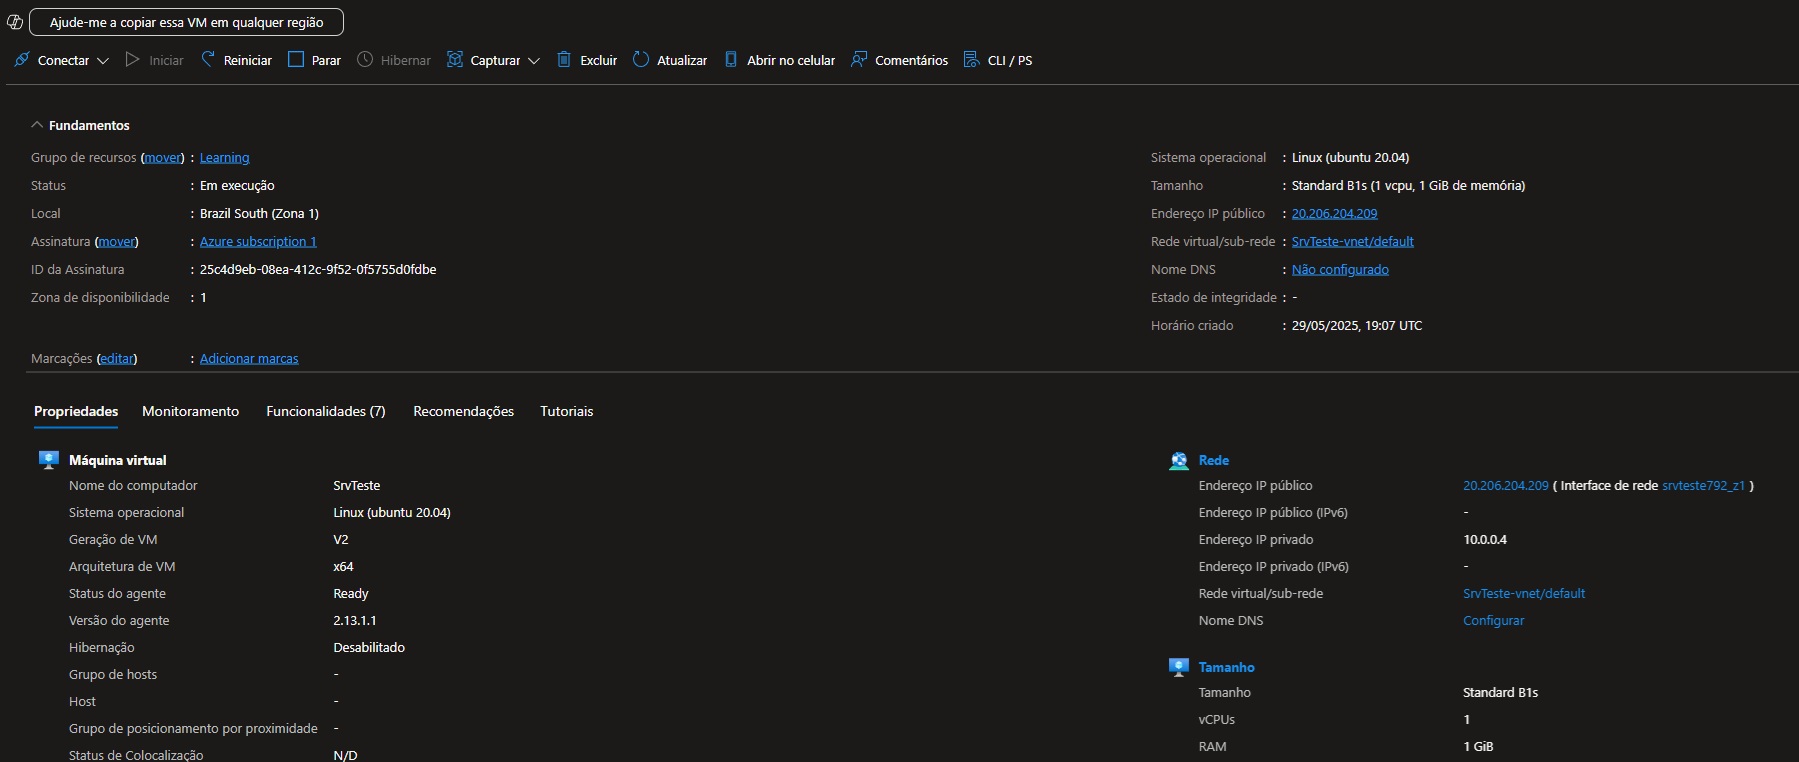 Ajude-me a copiar essa VM em qualquer região
Conectar Iniciar Reiniciar Parar Hibernar Capturar Excluir Atualizar Abrir no celular Comentários CLI / PS
Fundamentos
Grupo de recursos (mover) : Learning
Status : Em execução
Local : Brazil South (Zona 1)
Assinatura (mover) : Azure subscription 1
ID da Assinatura : 25c4d9eb-08ea-412c-9f52-0f5755d0fdbe
Zona de disponibilidade : 1
Marcações (editar) : Adicionar marcas
Sistema operacional : Linux (ubuntu 20.04)
Tamanho : Standard B1s (1 vcpu, 1 GiB de memória)
Endereço IP público : 20.206.204.209
Rede virtual/sub-rede : SrvTeste-vnet/default
Nome DNS : Não configurado
Estado de integridade : -
Horário criado : 29/05/2025, 19:07 UTC
Propriedades Monitoramento Funcionalidades (7) Recomendações Tutoriais
Máquina virtual
Nome do computador SrvTeste
Sistema operacional Linux (ubuntu 20.04)
Geração de VM V2
Arquitetura de VM x64
Status do agente Ready
Versão do agente 2.13.1.1
Hibernação Desabilitado
Grupo de hosts -
Host -
Grupo de posicionamento por proximidade -
Status de Colocalização N/D
Rede
Endereço IP público 20.206.204.209 ( Interface de rede srvteste792_z1 )
Endereço IP público (IPv6) -
Endereço IP privado 10.0.0.4
Endereço IP privado (IPv6) -
Rede virtual/sub-rede SrvTeste-vnet/default
Nome DNS Configurar
Tamanho
Tamanho Standard B1s
vCPUs 1
RAM 1 GiB